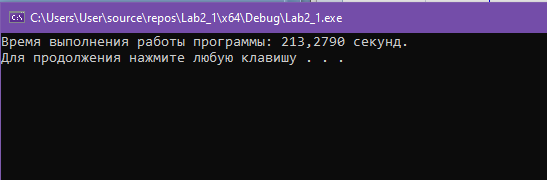 C:\Users\User\source\repos\Lab2_1\x64\Debug\Lab2_1.exe
Время выполнения работы программы: 213,2790 секунд.
Для продолжения нажмите любую клавишу . . .